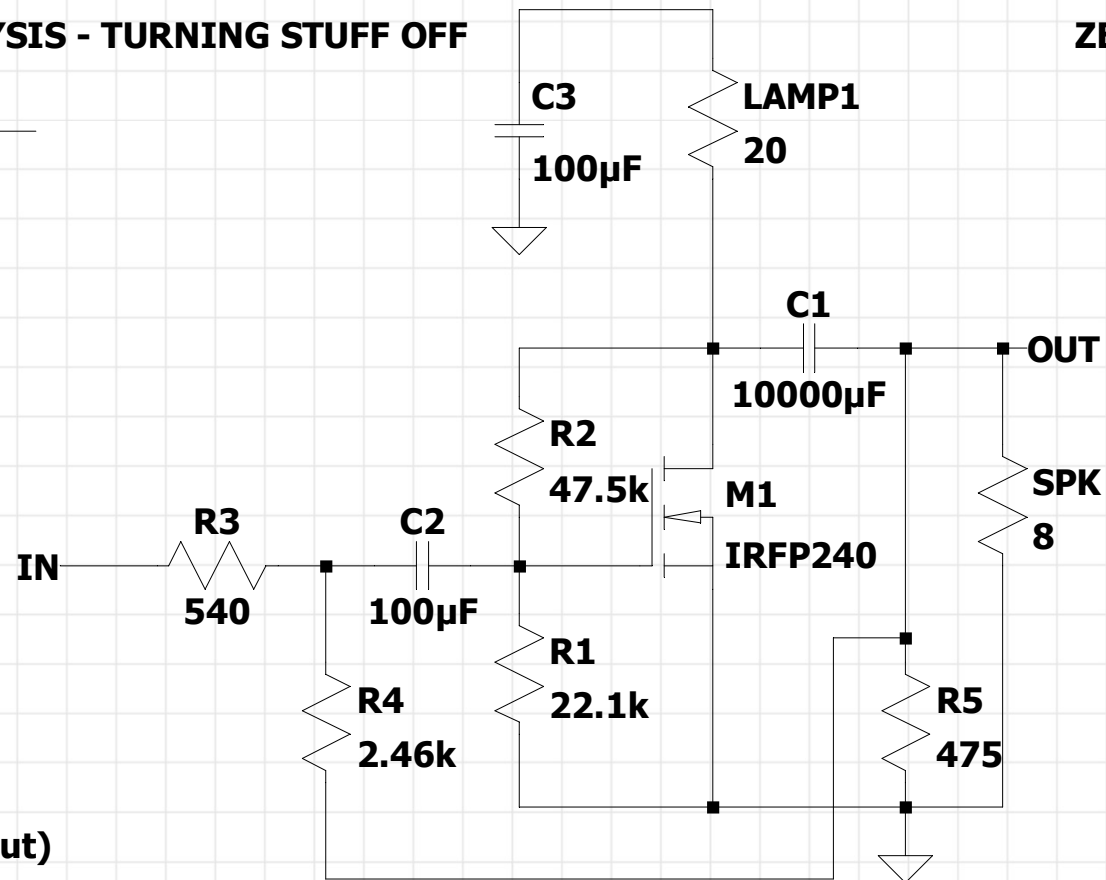 YSIS - TURNING STUFF OFF
ZE
C3
100µF
LAMP1
20
C1
10000µF
OUT
R2
47.5k
M1
IRFP240
SPK
8
R3
540
IN
C2
100µF
R1
22.1k
R4
2.46k
R5
475
ut)